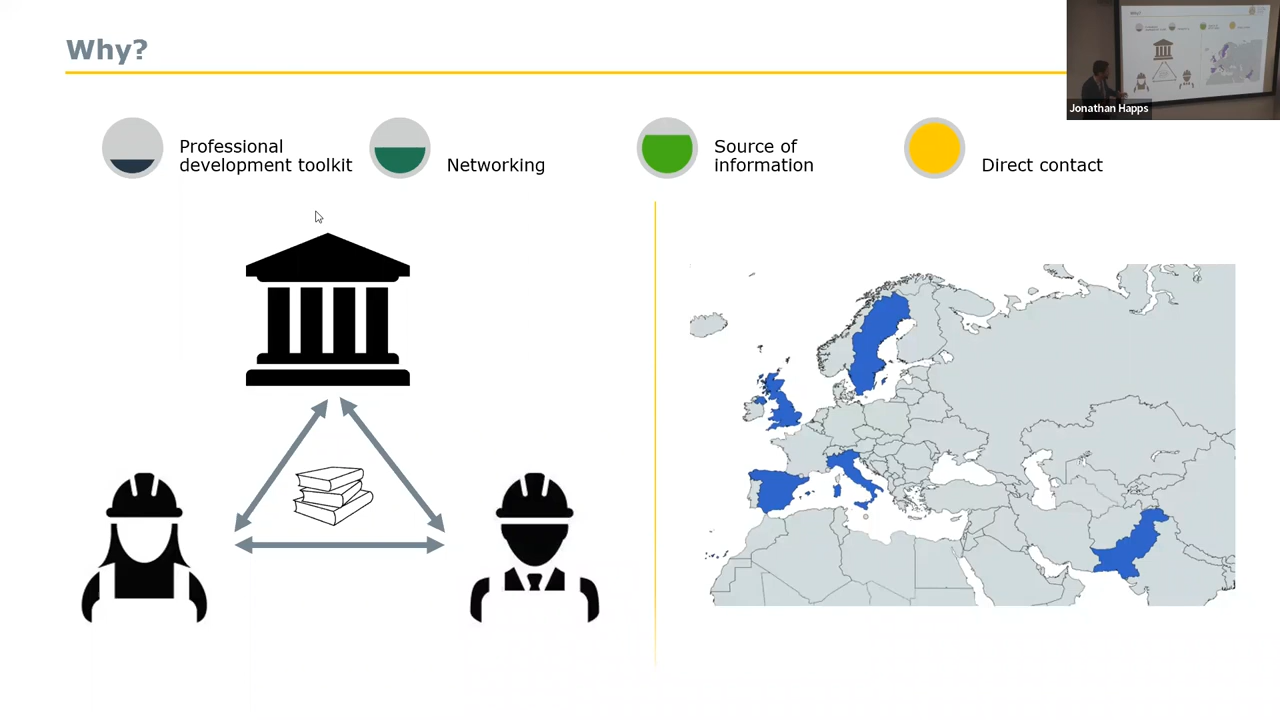 Why?
Jonathan Happs
Professional
development toolkit
Networking
Source of
information
Direct contact